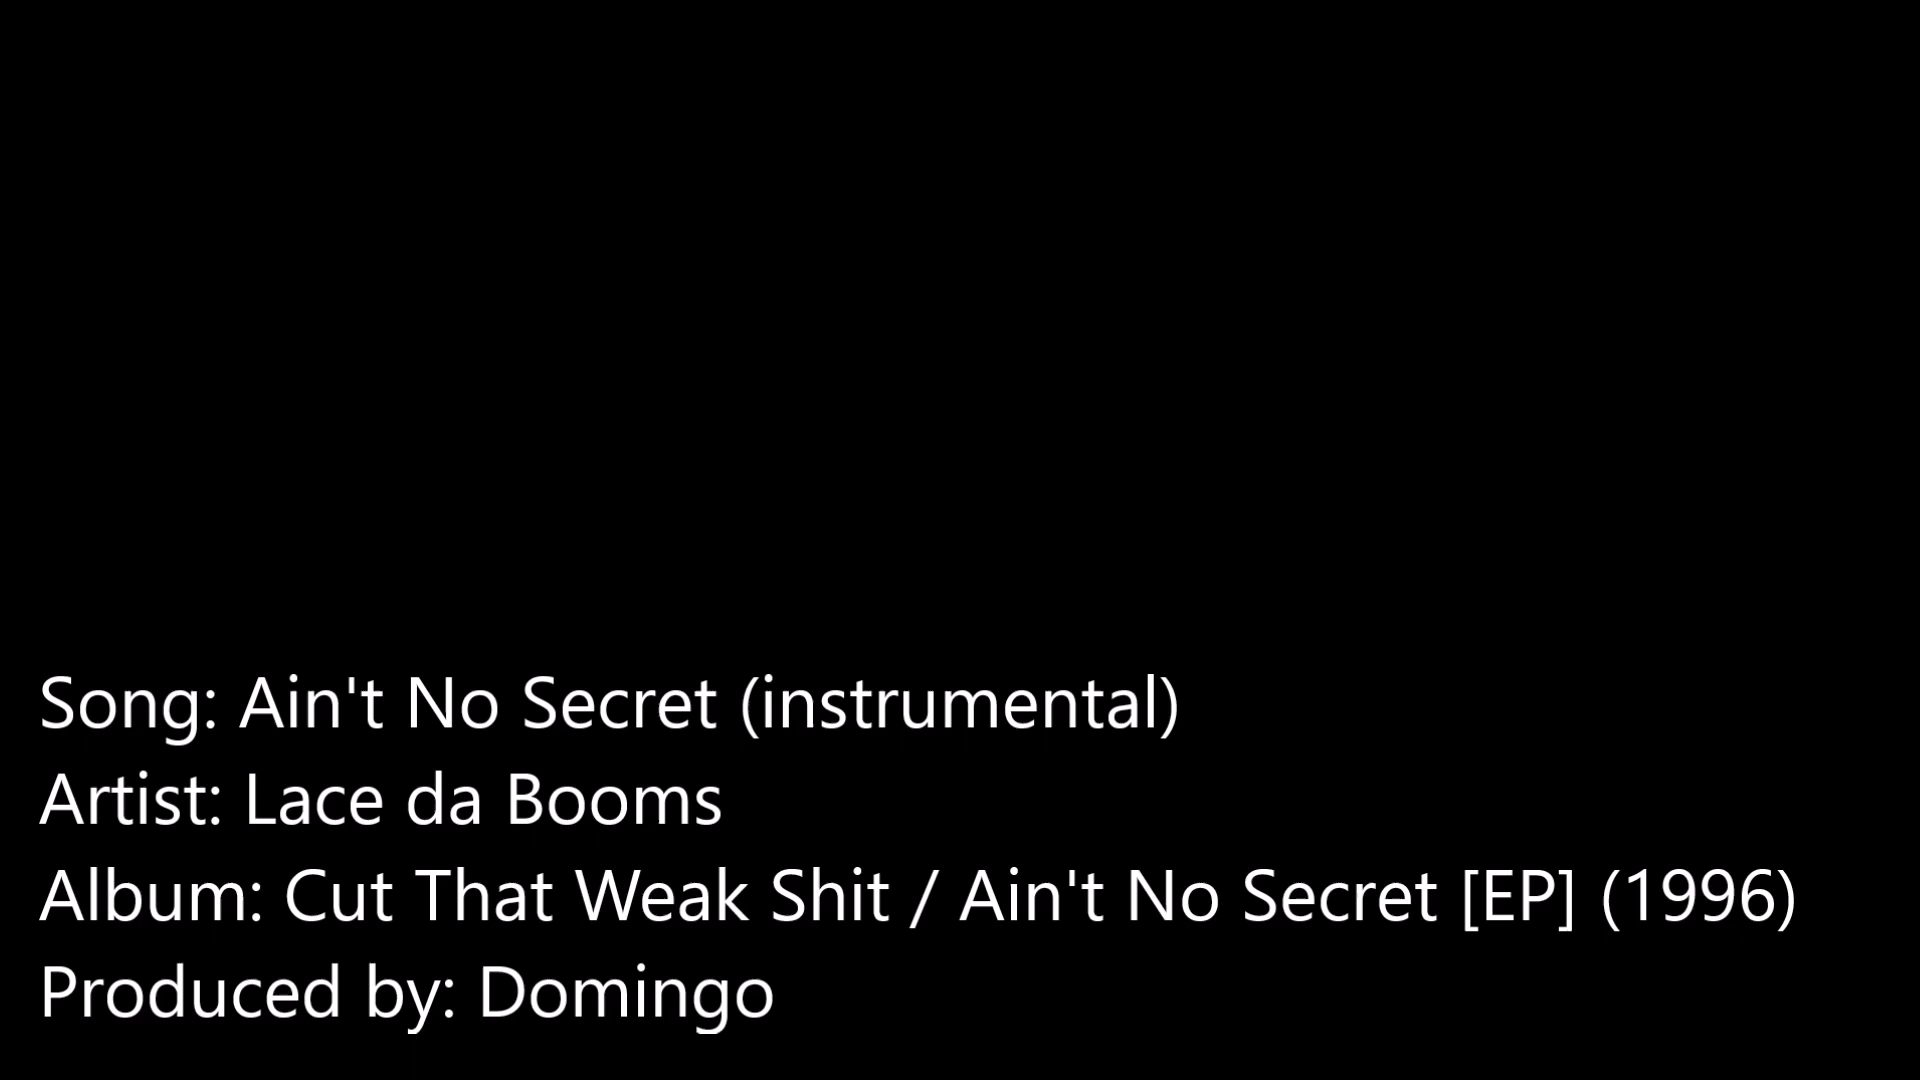 Song: Ain't No Secret (instrumental)
Artist: Lace da Booms
Album: Cut That Weak Shit / Ain't No Secret [EP] (1996)
Produced by: Domingo